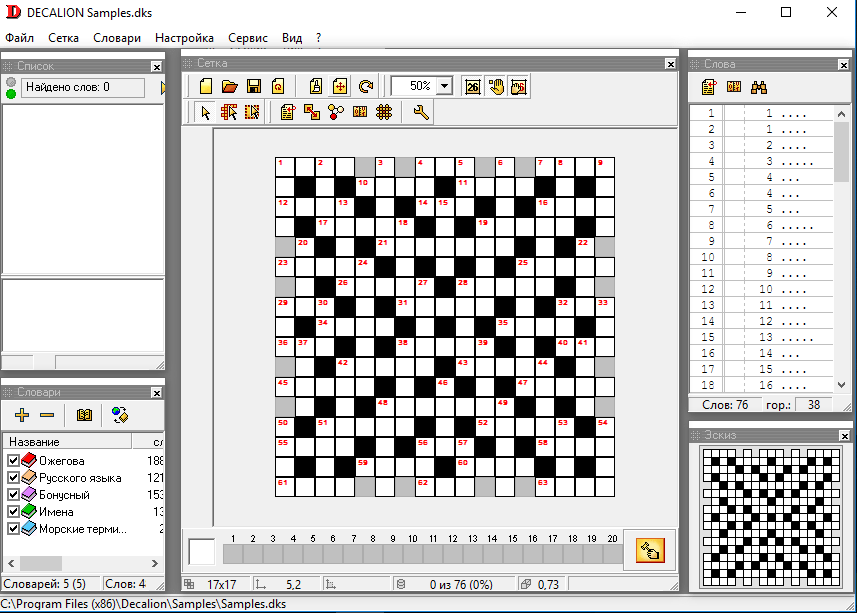 DECALION Samples.dks
Файл Сетка Словари Настройка Сервис Вид ?
Список
Найдено слов: 0
Словари
Название
Ожегова 188
Русского языка 121
Бонусный 153
Имена 13
Морские терми... 2
Словарей: 5 (5) Слов: 4
Сетка
50% 26
1 2 3 4 5 6 7 8 9
10 11
12 13 14 15 16
17 18 19
20 21 22
23 24 25
26 27 28
29 30 31 32 33
34 35
36 37 38 39 40 41
42 43 44
45 46 47
48 49
50 51 52 53 54
55 56 57 58
59 60
61 62 63
1 2 3 4 5 6 7 8 9 10 11 12 13 14 15 16 17 18 19 20
17x17 5,2 0 из 76 (0%) 0,73
Слова
1 1 ....
2 1 ....
3 2 ....
4 3 .....
5 4 ...
6 4 ....
7 5 ...
8 6 .....
9 7 ....
10 8 ....
11 9 ....
12 10 ....
13 11 ....
14 12 ....
15 13 .....
16 14 ...
17 15 ....
18 16 ....
Слов: 76 гор.: 38
Эскиз
C:\Program Files (x86)\Decalion\Samples\Samples.dks